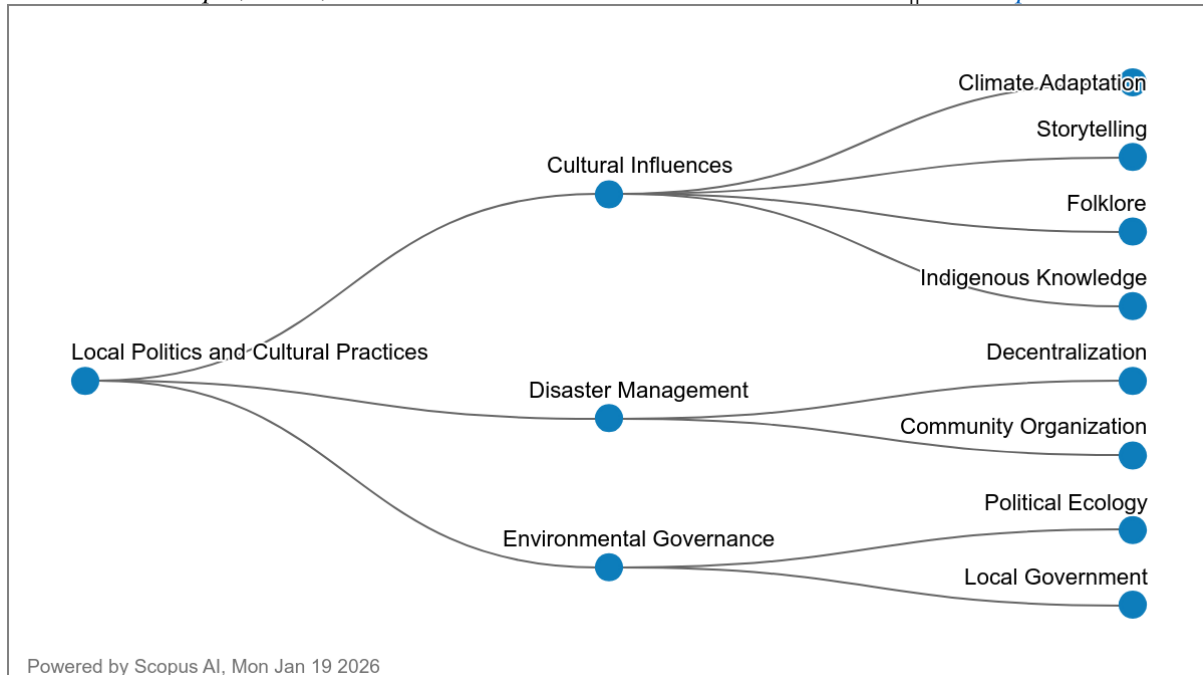 Climate Adaptation
Storytelling
Cultural Influences
Folklore
Indigenous Knowledge
Local Politics and Cultural Practices
Decentralization
Disaster Management
Community Organization
Political Ecology
Environmental Governance
Local Government
Powered by Scopus AI, Mon Jan 19 2026